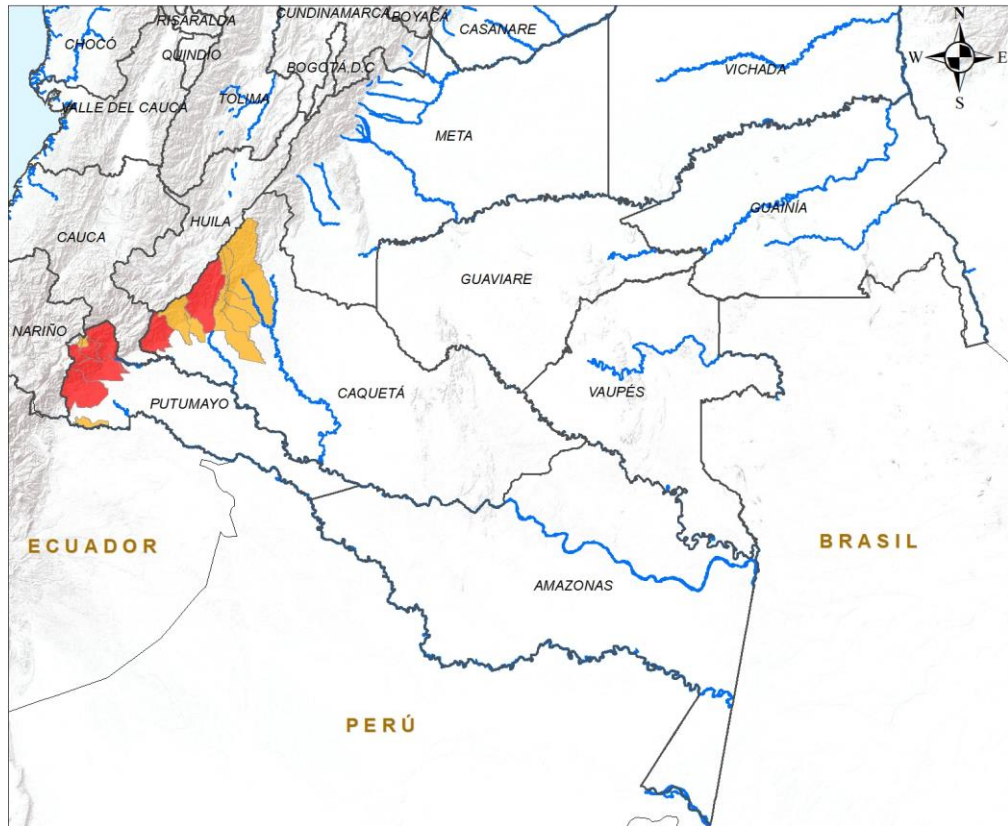 CUNDINAMARCA
BOYACÁ
RISARALDA
CASANARE
N
CHOCÓ
QUINDÍO
BOGOTÁ D.C
W
E
VICHADA
S
TOLIMA
VALLE DEL CAUCA
META
GUAINÍA
HUILA
CAUCA
GUAVIARE
NARIÑO
CAQUETÁ
VAUPÉS
PUTUMAYO
ECUADOR
BRASIL
AMAZONAS
PERÚ